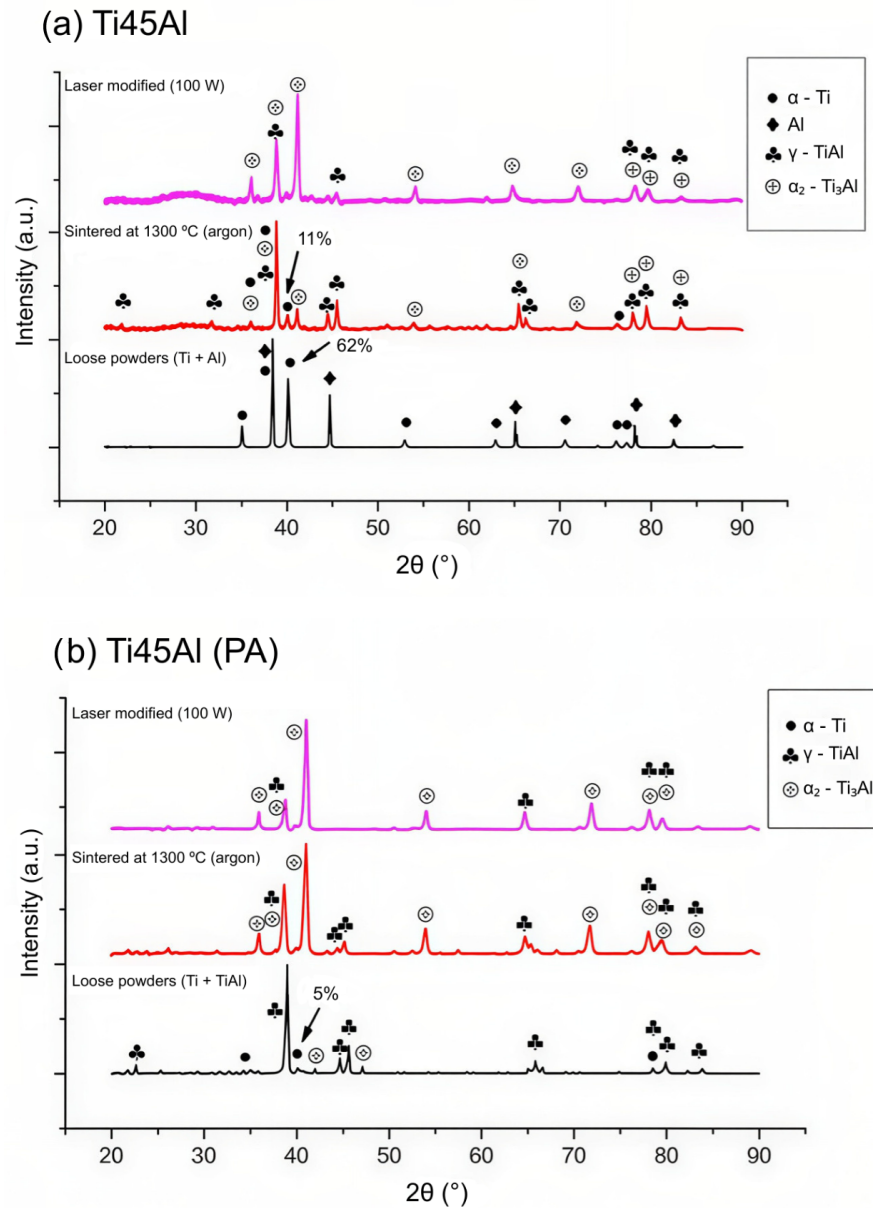 (a) Ti45Al
Laser modified (100 W)
α - Ti
Al
γ - TiAl
α₂ - Ti₃Al
Sintered at 1300 ºC (argon)
11%
Loose powders (Ti + Al)
62%
Intensity (a.u.)
20 30 40 50 60 70 80 90
2θ (°)
(b) Ti45Al (PA)
Laser modified (100 W)
α - Ti
γ - TiAl
α₂ - Ti₃Al
Sintered at 1300 ºC (argon)
Loose powders (Ti + TiAl)
5%
Intensity (a.u.)
20 30 40 50 60 70 80 90
2θ (°)